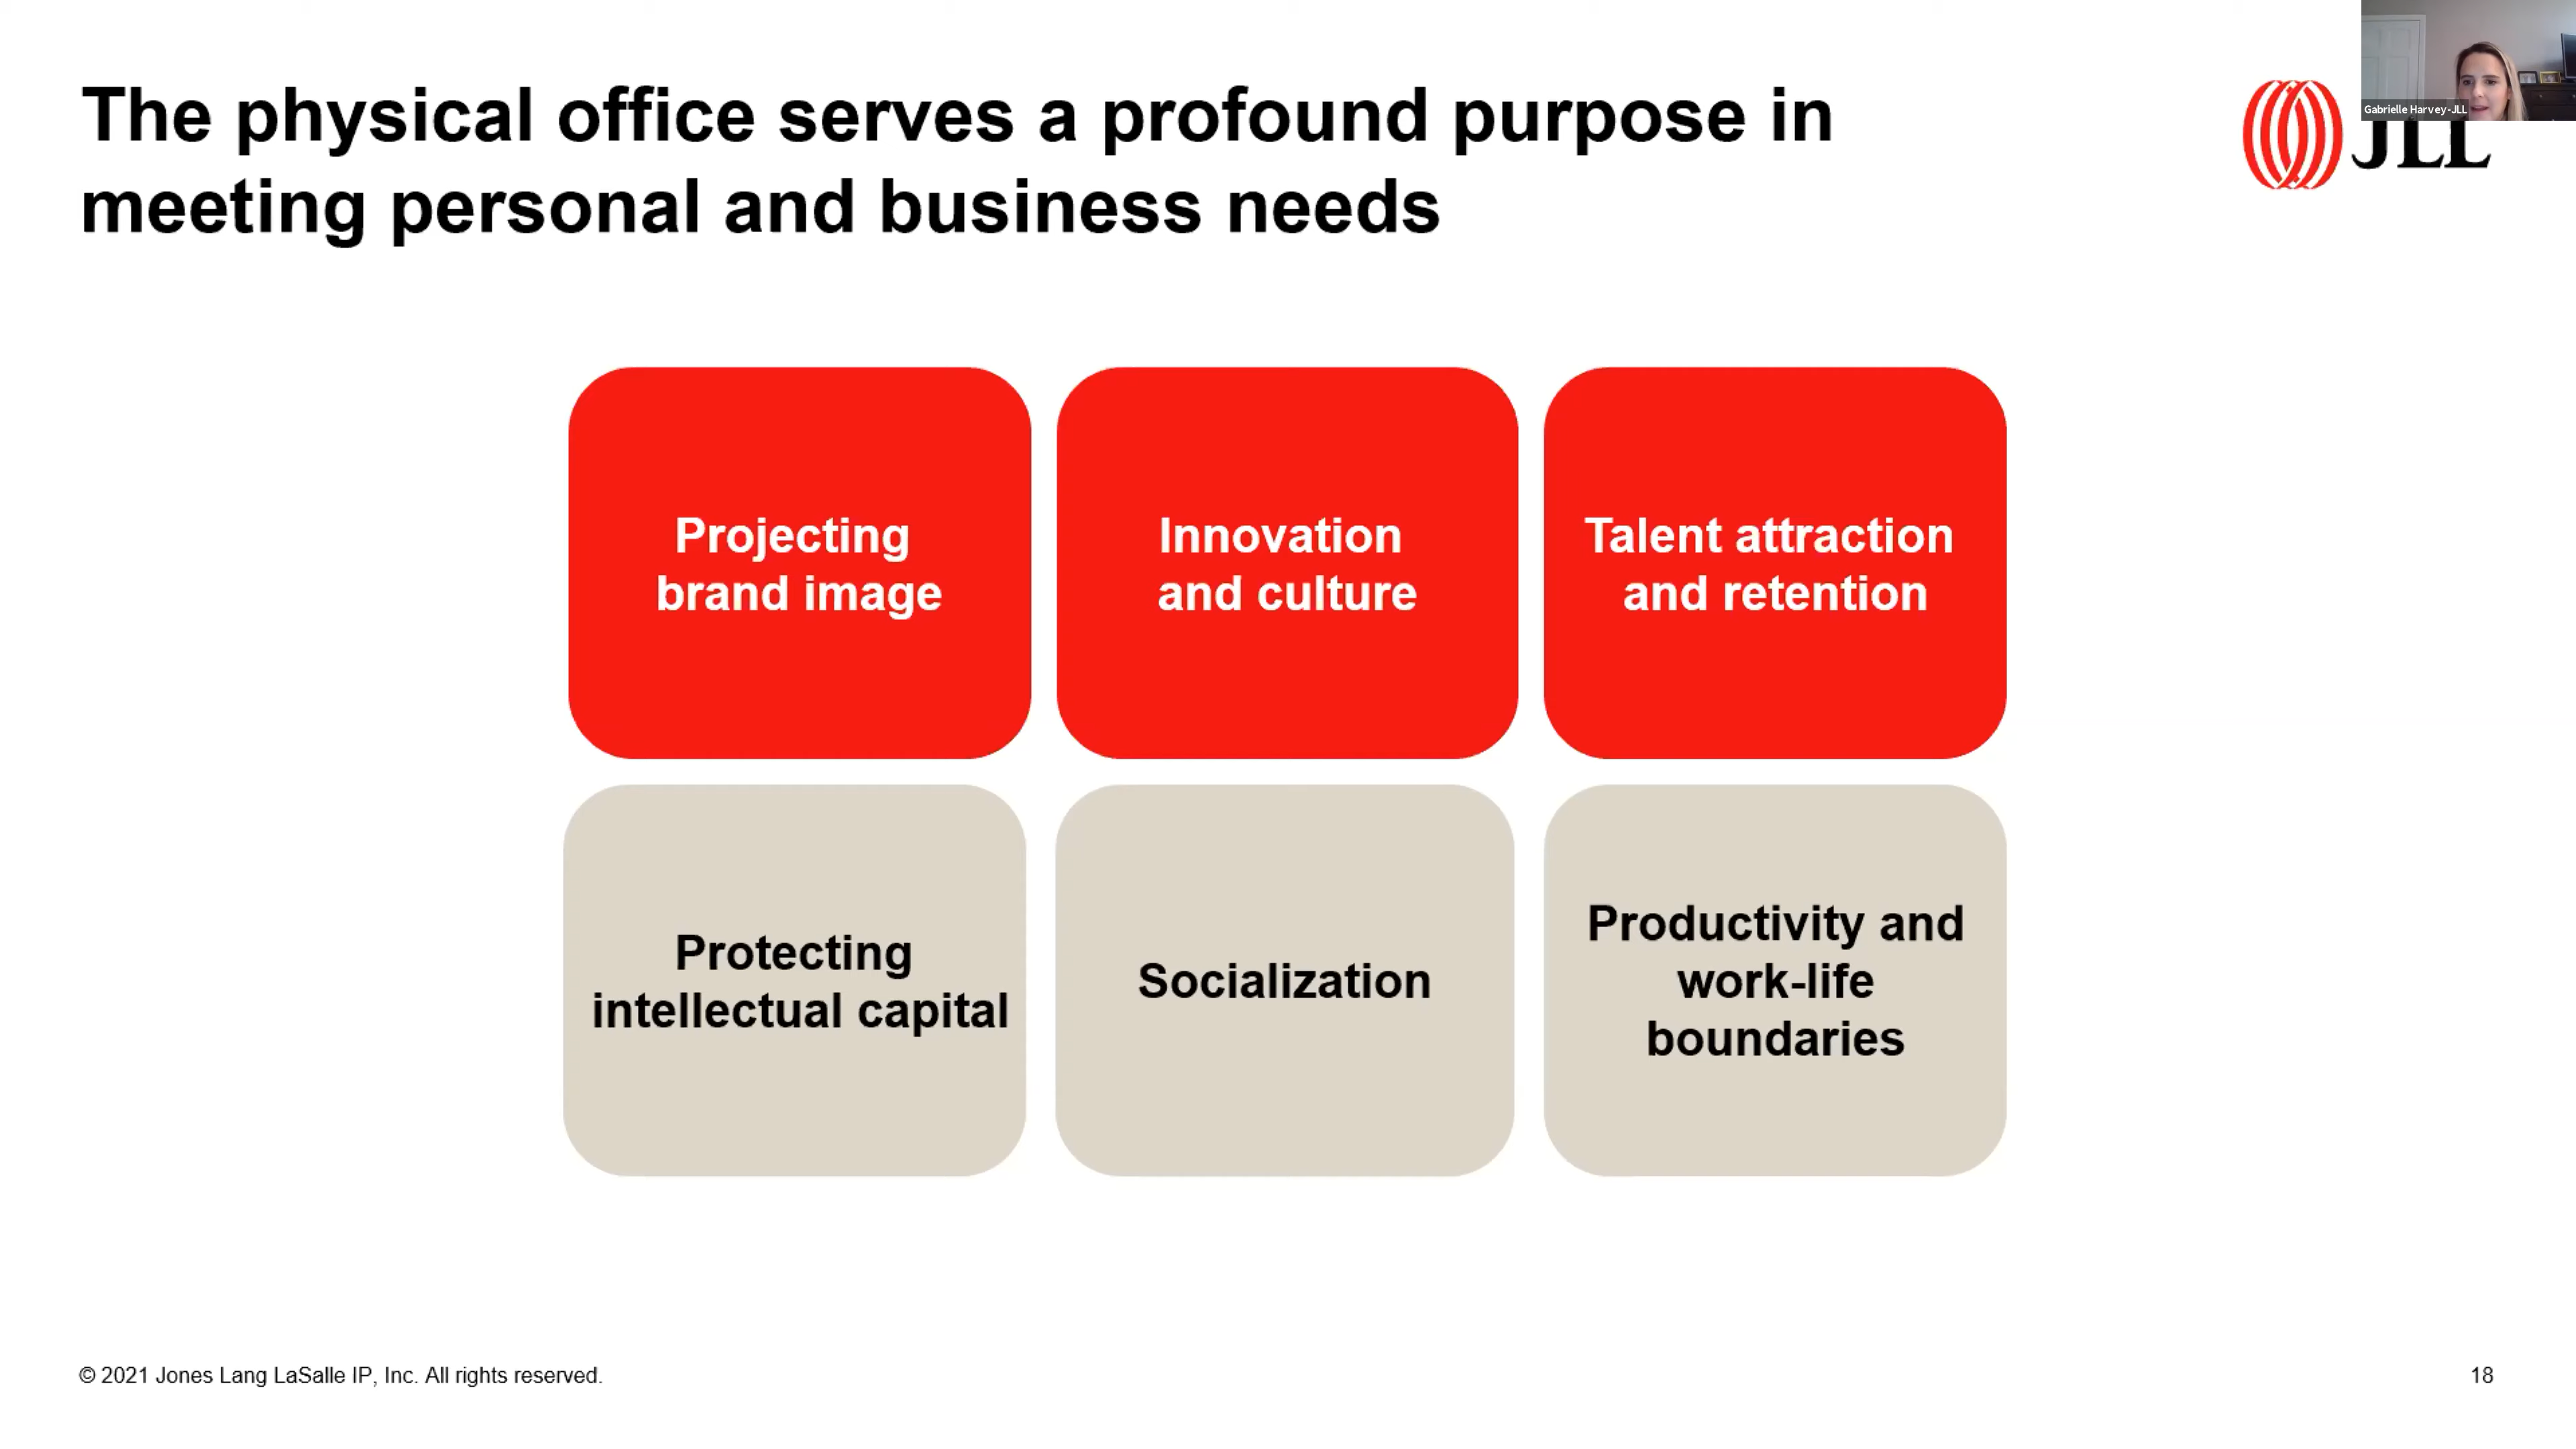 The physical office serves a profound purpose in
meeting personal and business needs
Gabrielle Harvey-JLL
JLL
Projecting
brand image
Innovation
and culture
Talent attraction
and retention
Protecting
intellectual capital
Socialization
Productivity and
work-life
boundaries
© 2021 Jones Lang LaSalle IP, Inc. All rights reserved.
18